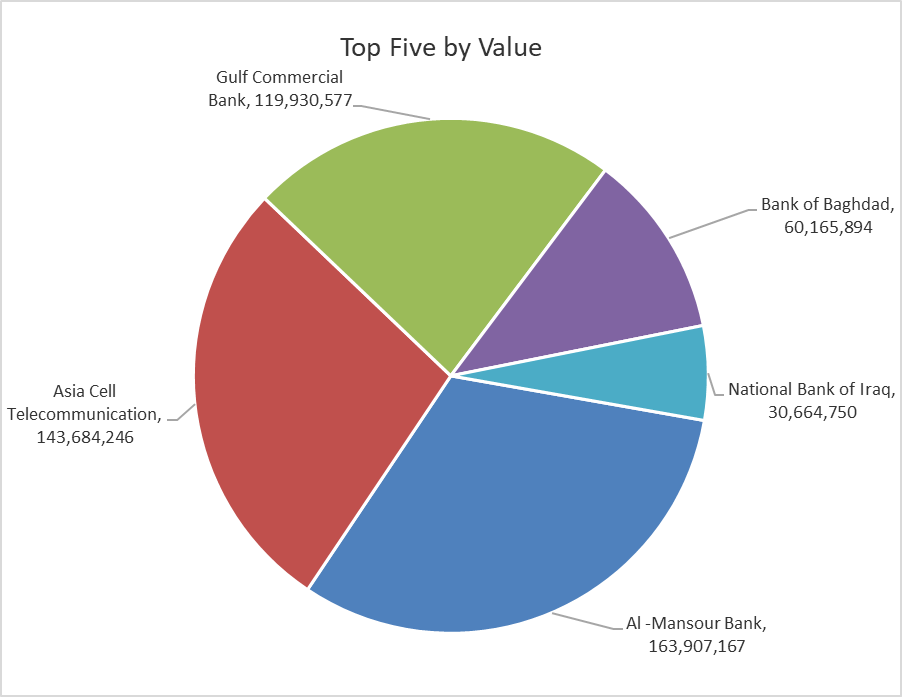 Top Five by Value
Gulf Commercial
Bank, 119,930,577
Bank of Baghdad,
60,165,894
Asia Cell
Telecommunication,
143,684,246
National Bank of Iraq,
30,664,750
Al -Mansour Bank,
163,907,167